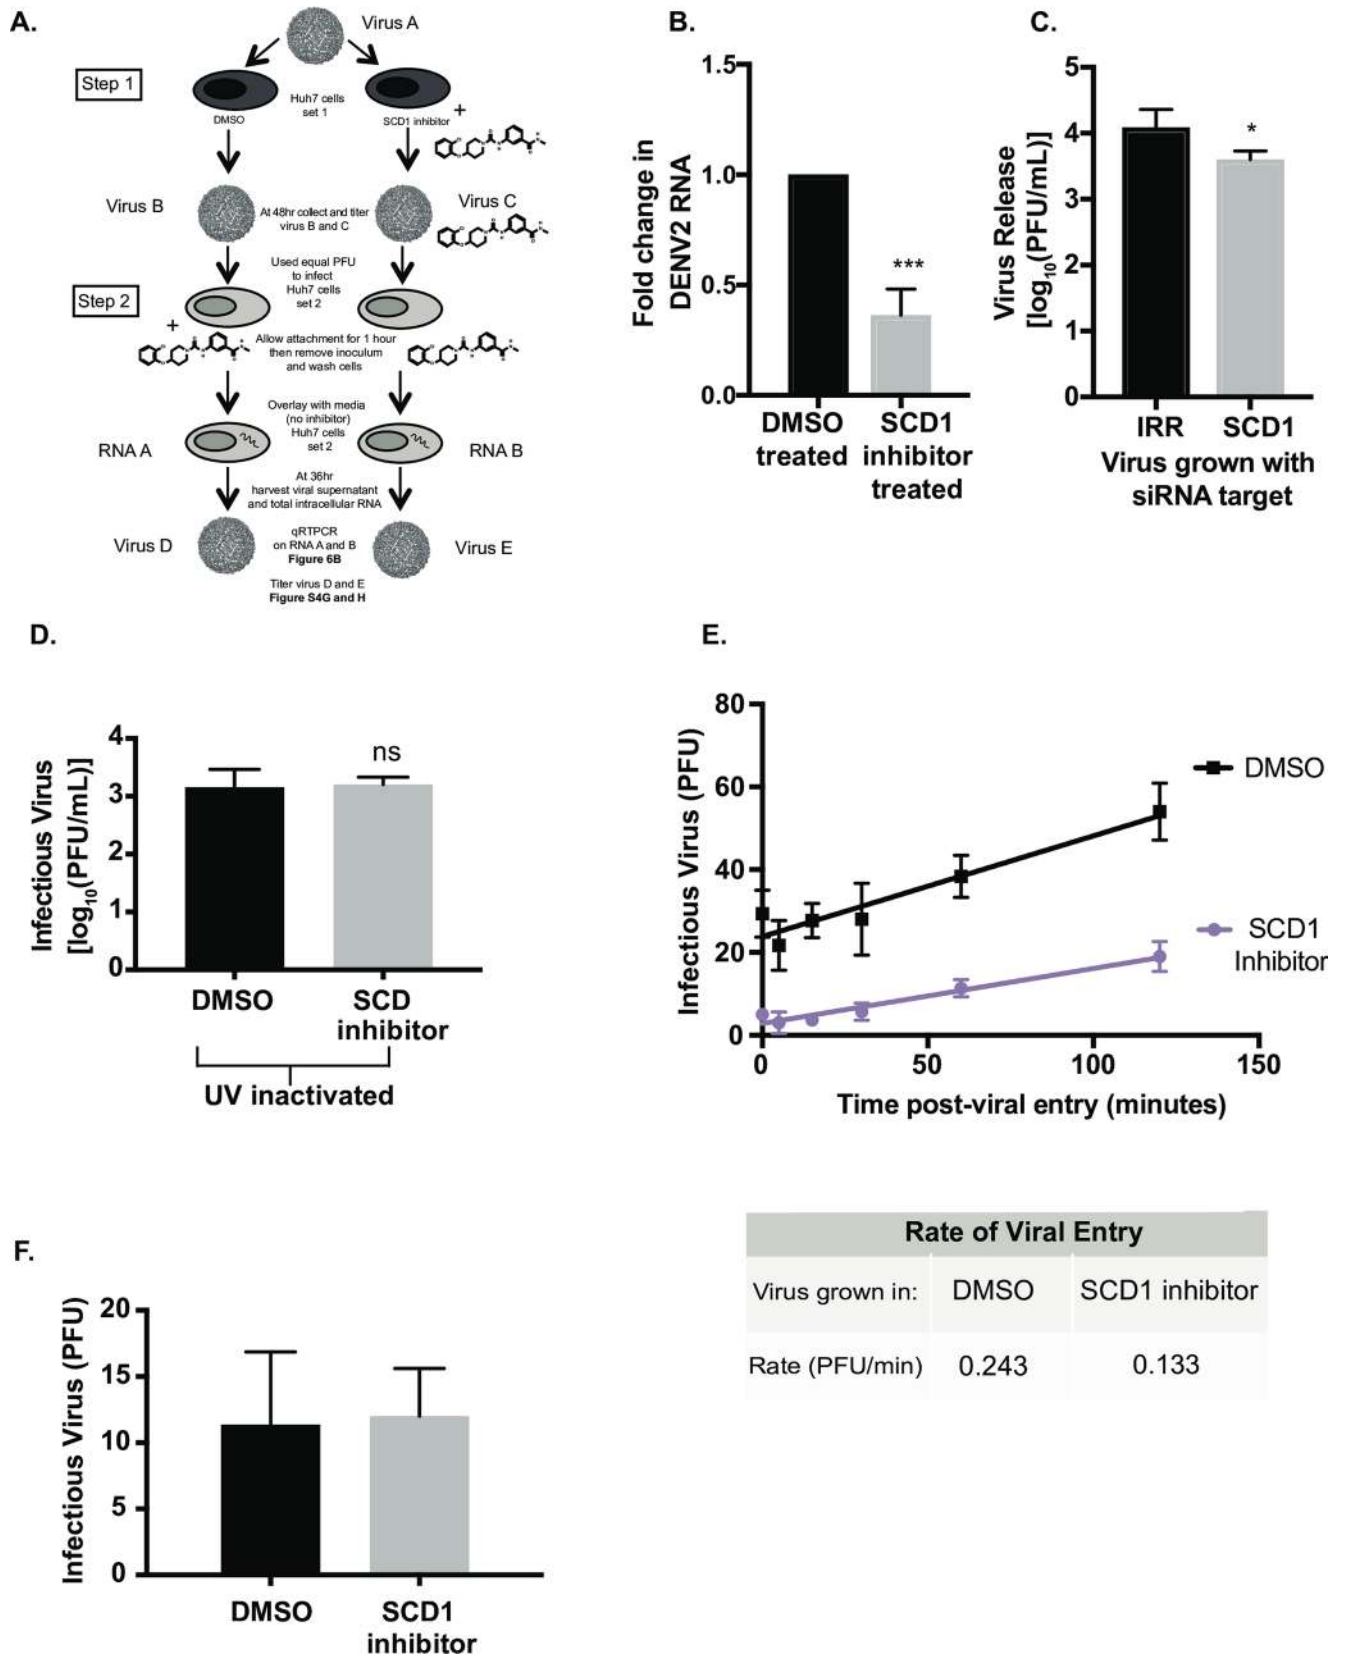 A.
Virus A
Step 1
Huh7 cells
set 1
DMSO
SCD1 inhibitor
+
Virus B
At 48hr collect and titer
virus B and C
Virus C
Used equal PFU
to infect
Huh7 cells
set 2
Step 2
+
Allow attachment for 1 hour
then remove inoculum
and wash cells
Overlay with media
(no inhibitor)
Huh7 cells
set 2
RNA A
RNA B
At 36hr
harvest viral supernatant
and total intracellular RNA
Virus D
qRTPCR
on RNA A and B
Figure 6B
Virus E
Titer virus D and E
Figure S4G and H
B.
Fold change in
DENV2 RNA
1.5
1.0
0.5
0.0
***
DMSO
treated
SCD1
inhibitor
treated
C.
Virus Release
[log10(PFU/mL)]
5
4
3
2
1
0
*
IRR SCD1
Virus grown with
siRNA target
D.
Infectious Virus
[log10(PFU/mL)]
4
3
2
1
0
ns
DMSO
SCD
inhibitor
UV inactivated
E.
Infectious Virus (PFU)
80
60
40
20
0
0 50 100 150
Time post-viral entry (minutes)
DMSO
SCD1
Inhibitor
Rate of Viral Entry
Virus grown in: DMSO SCD1 inhibitor
Rate (PFU/min) 0.243 0.133
F.
Infectious Virus (PFU)
20
15
10
5
0
DMSO
SCD1
inhibitor